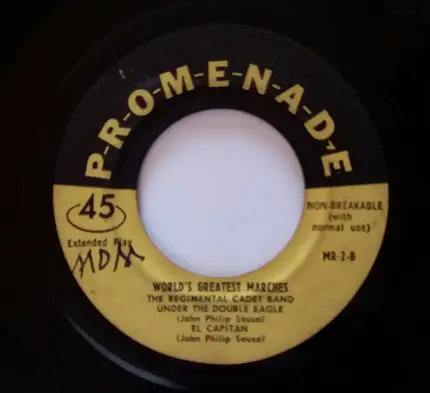 P-R-O-M-E-N-A-D-E
45
Extended Play
MDM
NON-BREAKABLE
(with
normal use)
MR-2-B
WORLD'S GREATEST MARCHES
THE REGIMENTAL CADET BAND
UNDER THE DOUBLE EAGLE
(John Philip Sousa)
EL CAPITAN
(John Philip Sousa)